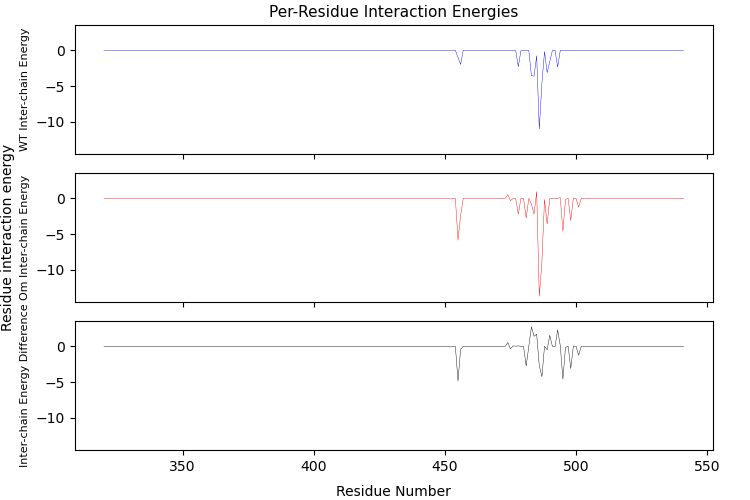 Per-Residue Interaction Energies
Residue interaction energy
WT Inter-chain Energy
0
−5
−10
Om Inter-chain Energy
0
−5
−10
Inter-chain Energy Difference
0
−5
−10
350
400
450
500
550
Residue Number